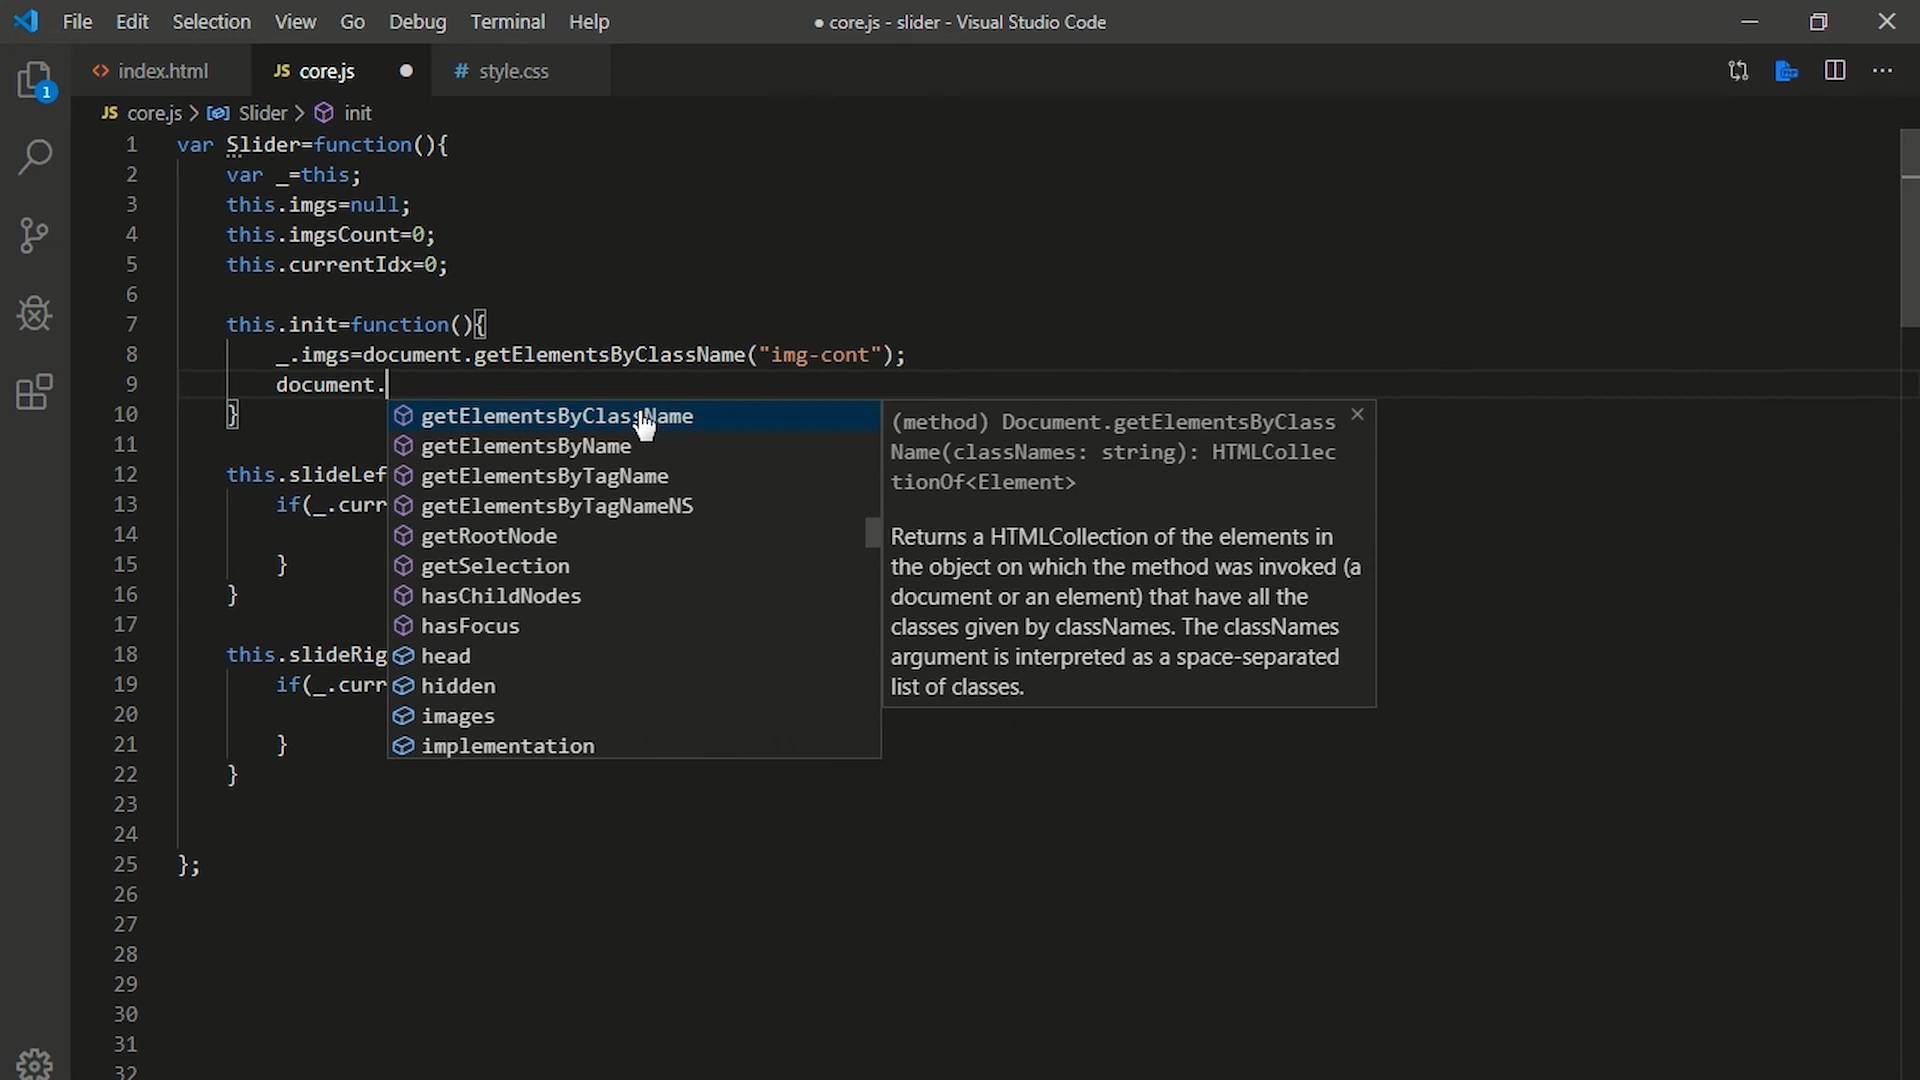 File Edit Selection View Go Debug Terminal Help
● core.js - slider - Visual Studio Code
index.html JS core.js # style.css
1
JS core.js > Slider > init
1 var Slider=function(){
2 var _=this;
3 this.imgs=null;
4 this.imgsCount=0;
5 this.currentIdx=0;
6
7 this.init=function(){
8 _.imgs=document.getElementsByClassName("img-cont");
9 document.
10 }
11
12 this.slideLef
13 if(_.curr
14
15 }
16 }
17
18 this.slideRig
19 if(_.curr
20
21 }
22 }
23
24
25 };
26
27
28
29
30
31
32
getElementsByClassName
getElementsByName
getElementsByTagName
getElementsByTagNameNS
getRootNode
getSelection
hasChildNodes
hasFocus
head
hidden
images
implementation
(method) Document.getElementsByClass
Name(classNames: string): HTMLCollec
tionOf<Element>
Returns a HTMLCollection of the elements in
the object on which the method was invoked (a
document or an element) that have all the
classes given by classNames. The classNames
argument is interpreted as a space-separated
list of classes.